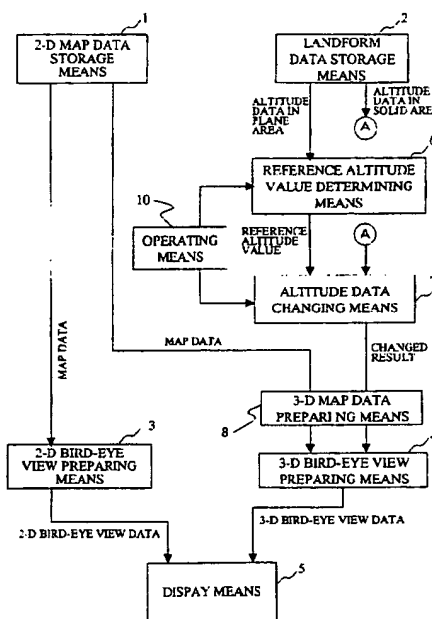 1
2-D MAP DATA
STORAGE
MEANS
2
LANDFORM
DATA STORAGE
MEANS
ALTITUDE
DATA IN
PLANE
AREA
ALTITUDE
DATA IN
SOLID AREA
A
REFERENCE ALTITUDE
VALUE DETERMINING
MEANS
10
OPERATING
MEANS
REFERENCE
ALTITUDE
VALUE
A
ALTITUDE DATA
CHANGING MEANS
MAP DATA
MAP DATA
CHANGED
RESULT
3-D MAP DATA
PREPARING MEANS
8
3
2-D BIRD-EYE
VIEW PREPARING
MEANS
3-D BIRD-EYE VIEW
PREPARING MEANS
2-D BIRD-EYE VIEW DATA
3-D BIRD-EYE VIEW DATA
5
DISPAY MEANS